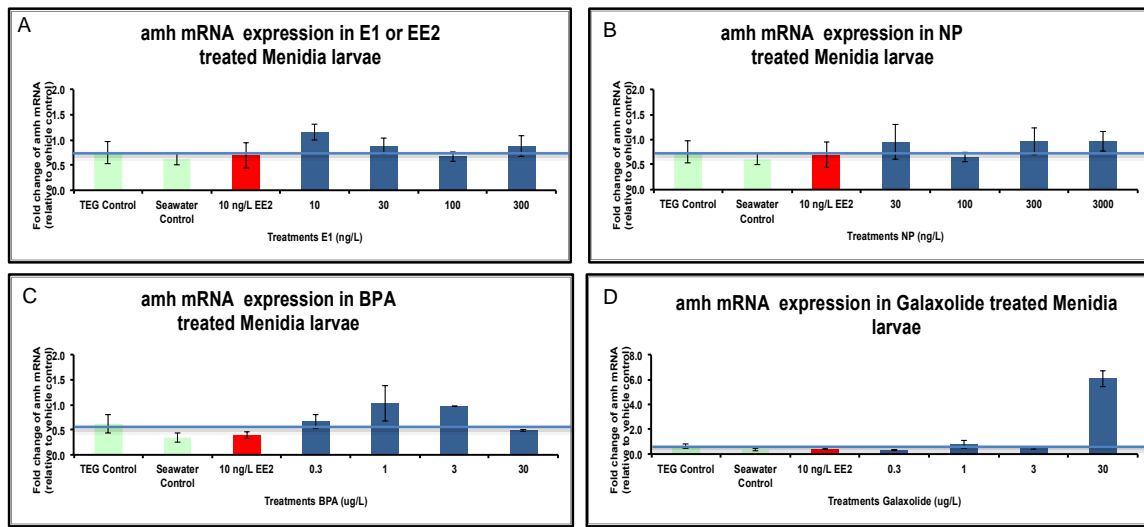 A
amh mRNA expression in E1 or EE2
treated Menidia larvae
Fold change of amh mRNA
(relative to vehicle control)
2.0
1.5
1.0
0.5
0.0
TEG Control
Seawater
Control
10 ng/L EE2
10
30
100
300
Treatments E1 (ng/L)
B
amh mRNA expression in NP
treated Menidia larvae
Fold change of amh mRNA
(relative to vehicle control)
2.0
1.5
1.0
0.5
0.0
TEG Control
Seawater
Control
10 ng/L EE2
30
100
300
3000
Treatments NP (ng/L)
C
amh mRNA expression in BPA
treated Menidia larvae
Fold change of amh mRNA
(relative to vehicle control)
2.0
1.5
1.0
0.5
0.0
TEG Control
Seawater
Control
10 ng/L EE2
0.3
1
3
30
Treatments BPA (ug/L)
D
amh mRNA expression in Galaxolide treated Menidia
larvae
Fold change of amh mRNA
(relative to vehicle control)
8.0
6.0
4.0
2.0
0.0
TEG Control
Seawater
Control
10 ng/L EE2
0.3
1
3
30
Treatments Galaxolide (ug/L)